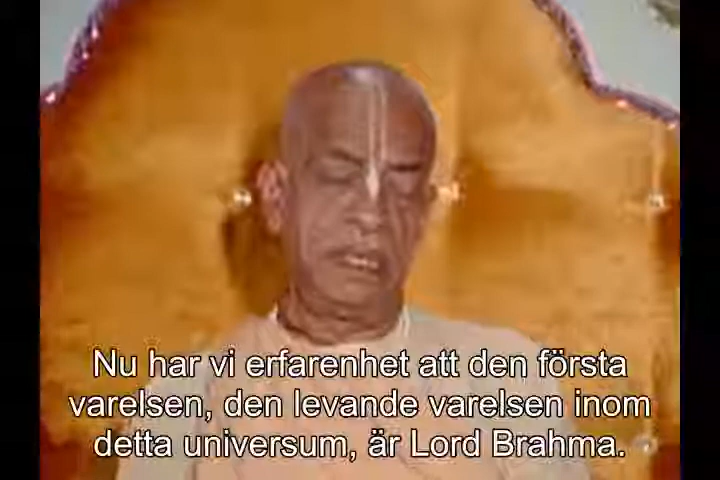 Nu har vi erfarenhet att den första
varelsen, den levande varelsen inom
detta universum, är Lord Brahma.